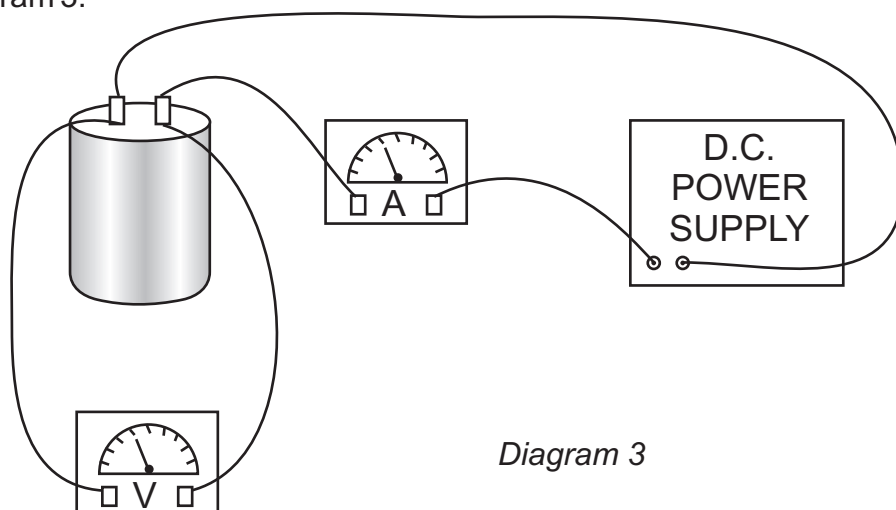 ram 3.
D.C.
POWER
SUPPLY
A
Diagram 3
V